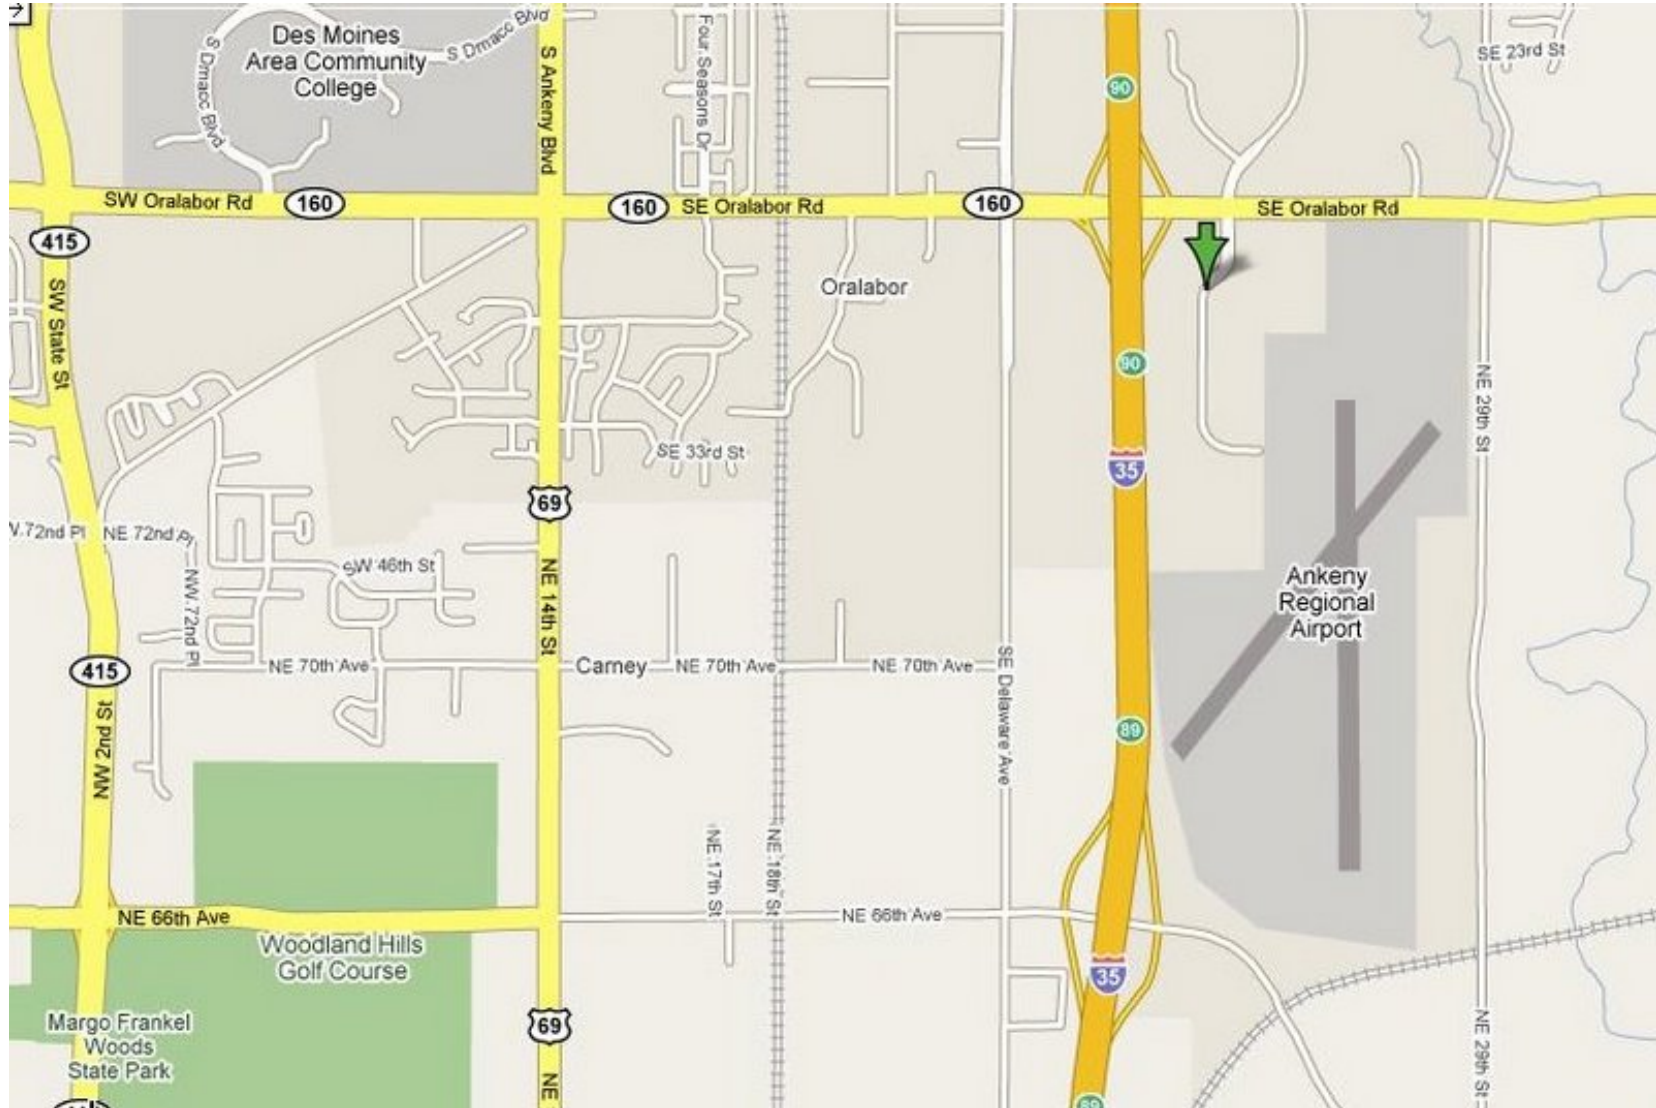 Des Moines
Area Community
College
S Dmacc Blvd
S Dmacc Blvd
S Ankeny Blvd
Four Seasons Dr
90
SE 23rd St
SW Oralabor Rd
160
160
SE Oralabor Rd
160
SE Oralabor Rd
415
SW State St
Oralabor
90
NE 29th St
SE 33rd St
35
69
NE 72nd Pl
NW 72nd Pl
SW 46th St
NE 14th St
Ankeny
Regional
Airport
415
NE 70th Ave
Carney
NE 70th Ave
NE 70th Ave
SE Delaware Ave
NW 2nd St
89
NE 17th St
NE 18th St
NE 66th Ave
NE 66th Ave
Woodland Hills
Golf Course
35
Margo Frankel
Woods
State Park
69
NE 29th St
NE
89